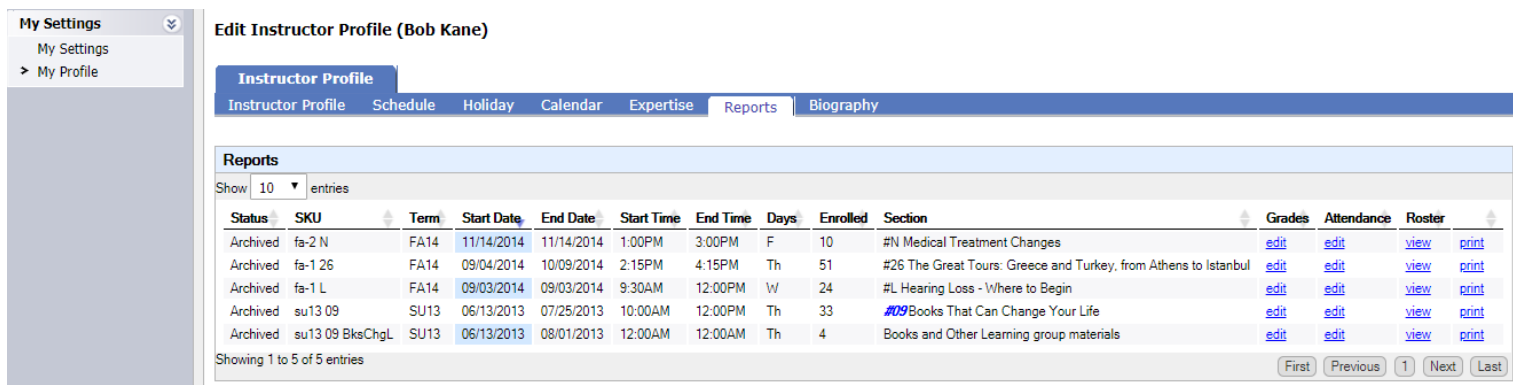 My Settings
My Settings
> My Profile
Edit Instructor Profile (Bob Kane)
Instructor Profile
Instructor Profile Schedule Holiday Calendar Expertise Reports Biography
Reports
Show 10 entries
Status SKU Term Start Date End Date Start Time End Time Days Enrolled Section Grades Attendance Roster
Archived fa-2 N FA14 11/14/2014 11/14/2014 1:00PM 3:00PM F 10 #N Medical Treatment Changes edit edit view print
Archived fa-1 26 FA14 09/04/2014 10/09/2014 2:15PM 4:15PM Th 51 #26 The Great Tours: Greece and Turkey, from Athens to Istanbul edit edit view print
Archived fa-1 L FA14 09/03/2014 09/03/2014 9:30AM 12:00PM W 24 #L Hearing Loss - Where to Begin edit edit view print
Archived su13 09 SU13 06/13/2013 07/25/2013 10:00AM 12:00PM Th 33 #09Books That Can Change Your Life edit edit view print
Archived su13 09 BksChgL SU13 06/13/2013 08/01/2013 12:00AM 12:00AM Th 4 Books and Other Learning group materials edit edit view print
Showing 1 to 5 of 5 entries
First Previous 1 Next Last